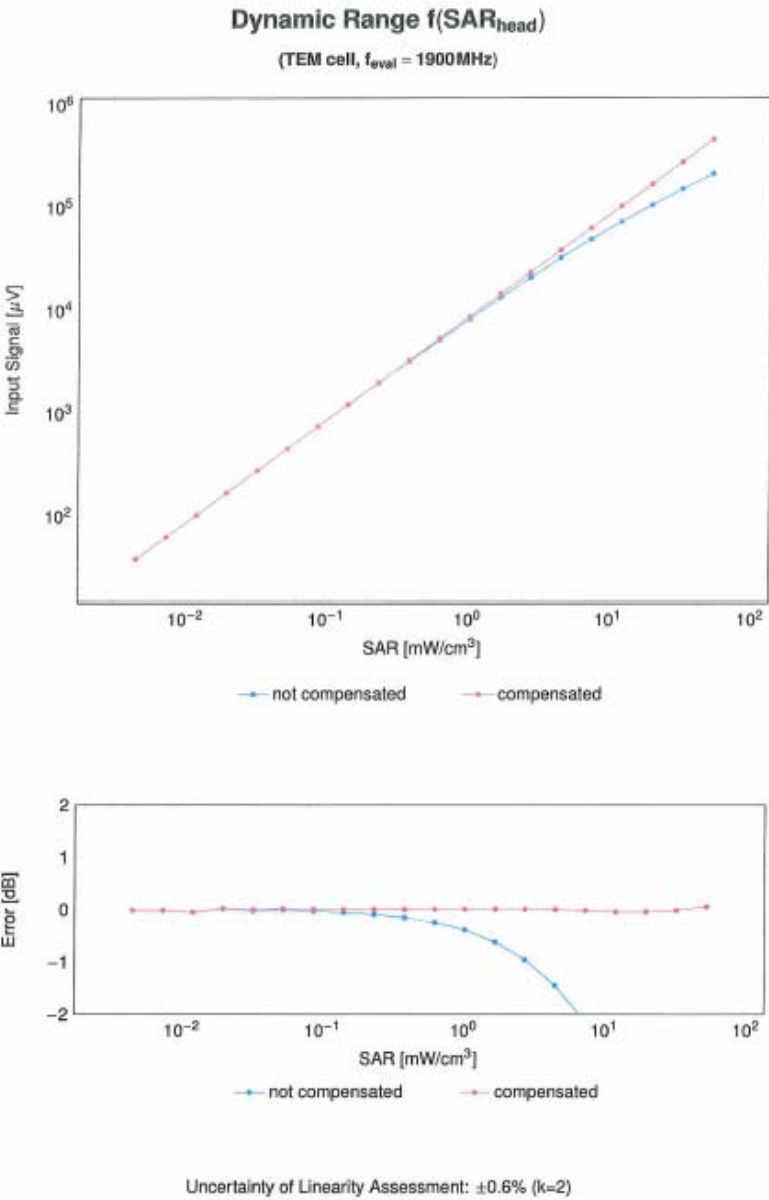 Dynamic Range f(SAR_head)
(TEM cell, f_eval = 1900MHz)
10⁶
10⁵
10⁴
10³
10²
Input Signal [μV]
10⁻² 10⁻¹ 10⁰ 10¹ 10²
SAR [mW/cm³]
not compensated compensated
2
1
0
−1
−2
Error [dB]
10⁻² 10⁻¹ 10⁰ 10¹ 10²
SAR [mW/cm³]
not compensated compensated
Uncertainty of Linearity Assessment: ±0.6% (k=2)